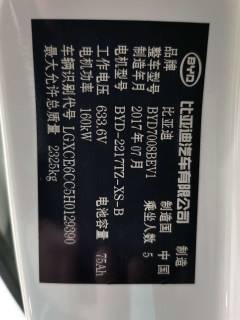 BYD
比亚迪汽车有限公司 制造
品牌 比亚迪 制造国 中国
整车型号 BYD7008BEV1 乘坐人数 5
制造年月 2017年07月
电机型号 BYD-2217TZ-XS-B
工作电压 633.6V 电池容量 75Ah
电机功率 160kW
车辆识别代号 LGXCE6CC5H0129390
最大允许总质量 2325kg